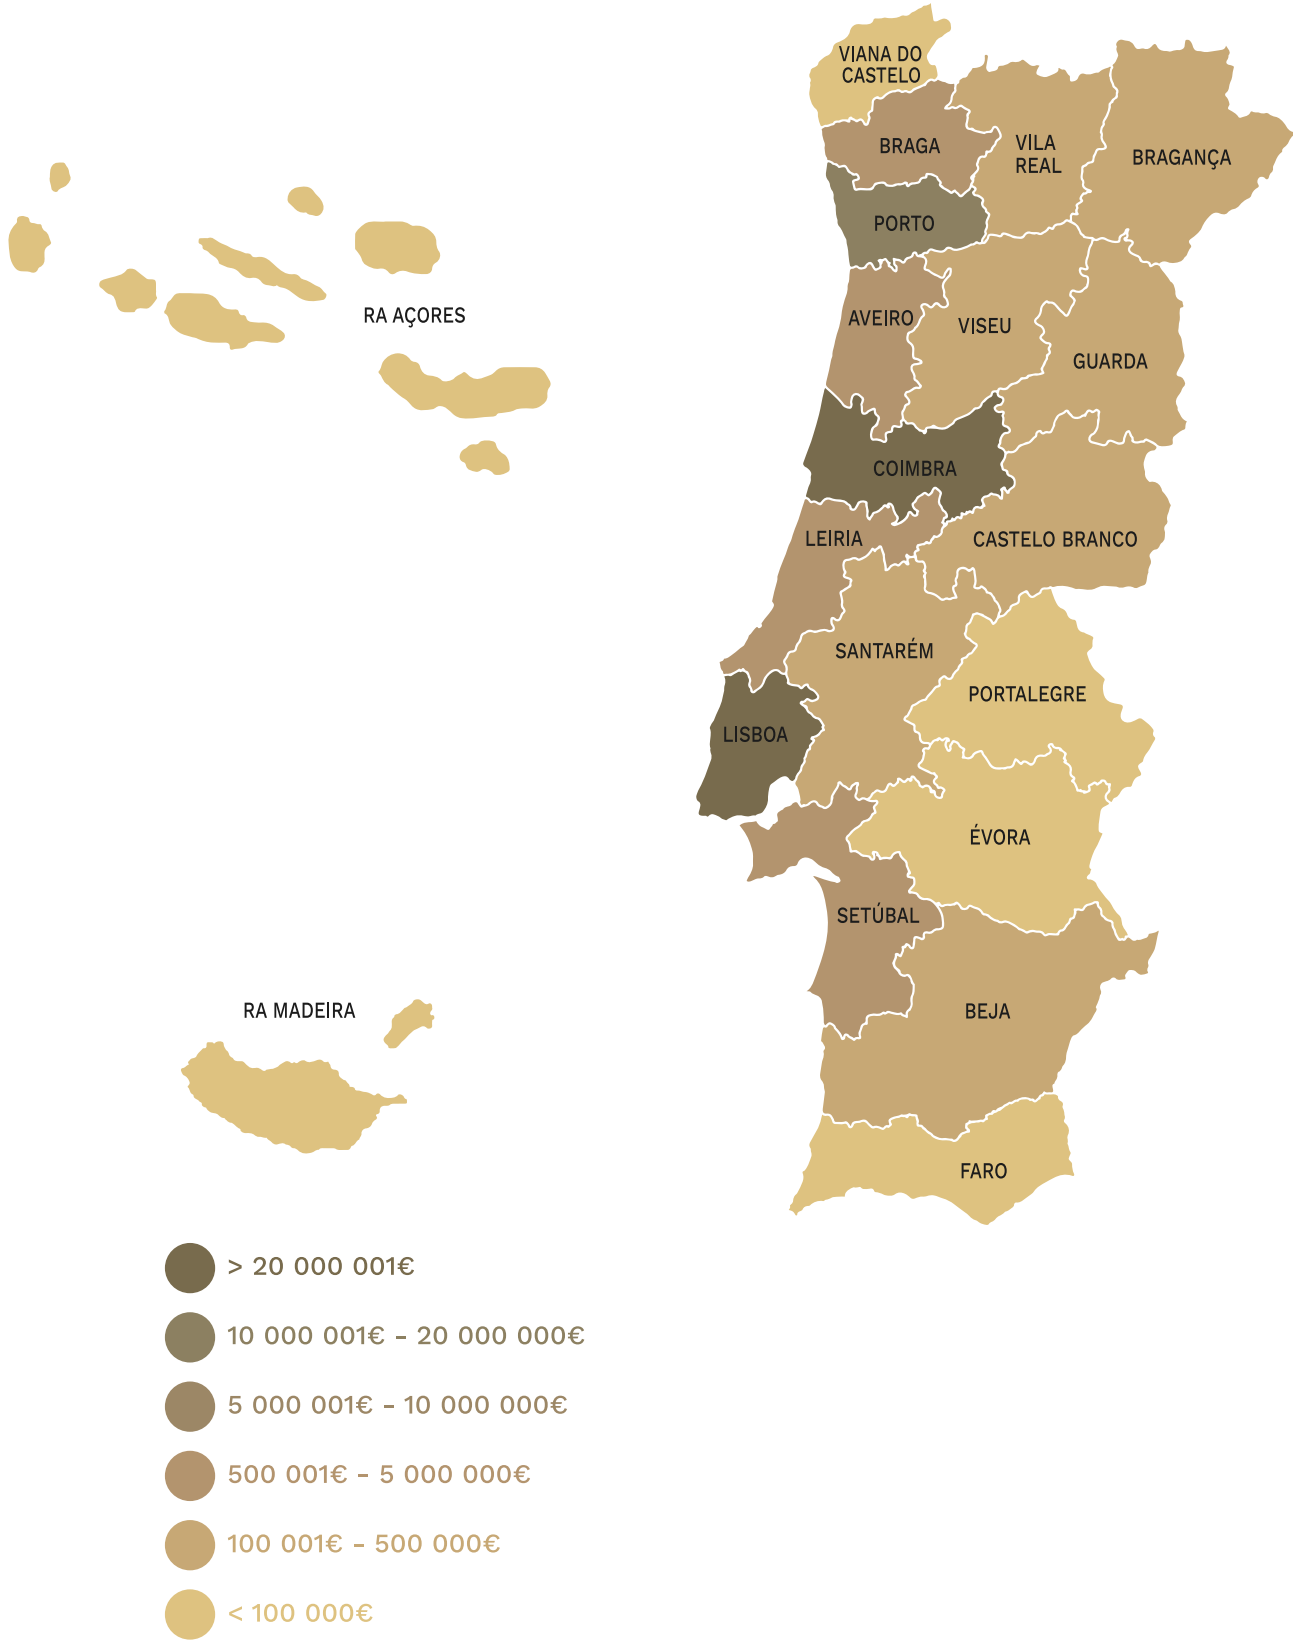 VIANA DO
CASTELO
BRAGA
VILA
REAL
BRAGANÇA
PORTO
RA AÇORES
AVEIRO
VISEU
GUARDA
COIMBRA
LEIRIA
CASTELO BRANCO
SANTARÉM
PORTALEGRE
LISBOA
ÉVORA
SETÚBAL
RA MADEIRA
BEJA
FARO
> 20 000 001€
10 000 001€ – 20 000 000€
5 000 001€ – 10 000 000€
500 001€ – 5 000 000€
100 001€ – 500 000€
< 100 000€